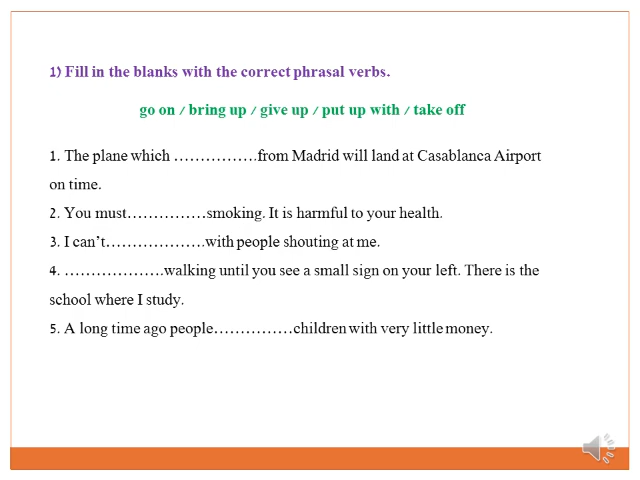 1) Fill in the blanks with the correct phrasal verbs.
go on / bring up / give up / put up with / take off
1. The plane which …………….from Madrid will land at Casablanca Airport
on time.
2. You must……………smoking. It is harmful to your health.
3. I can’t……………….with people shouting at me.
4. ……………….walking until you see a small sign on your left. There is the
school where I study.
5. A long time ago people……………children with very little money.